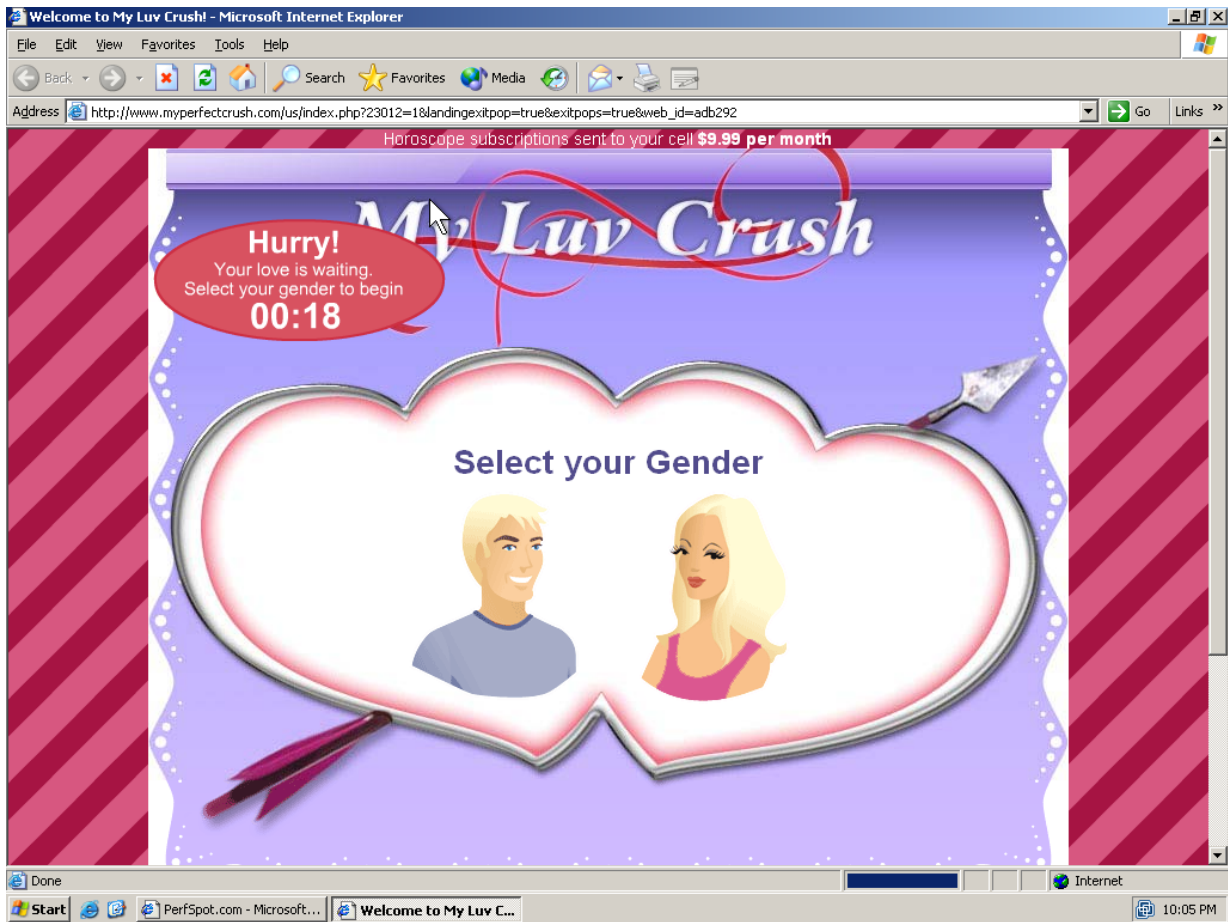 Welcome to My Luv Crush! - Microsoft Internet Explorer
File Edit View Favorites Tools Help
Back Search Favorites Media
Address http://www.myperfectcrush.com/us/index.php?23012=1&landingexitpop=true&exitpops=true&web_id=adb292 Go Links »
Horoscope subscriptions sent to your cell $9.99 per month
My Luv Crush
Hurry!
Your love is waiting.
Select your gender to begin
00:18
Select your Gender
Done Internet
Start PerfSpot.com - Microsoft... Welcome to My Luv C... 10:05 PM